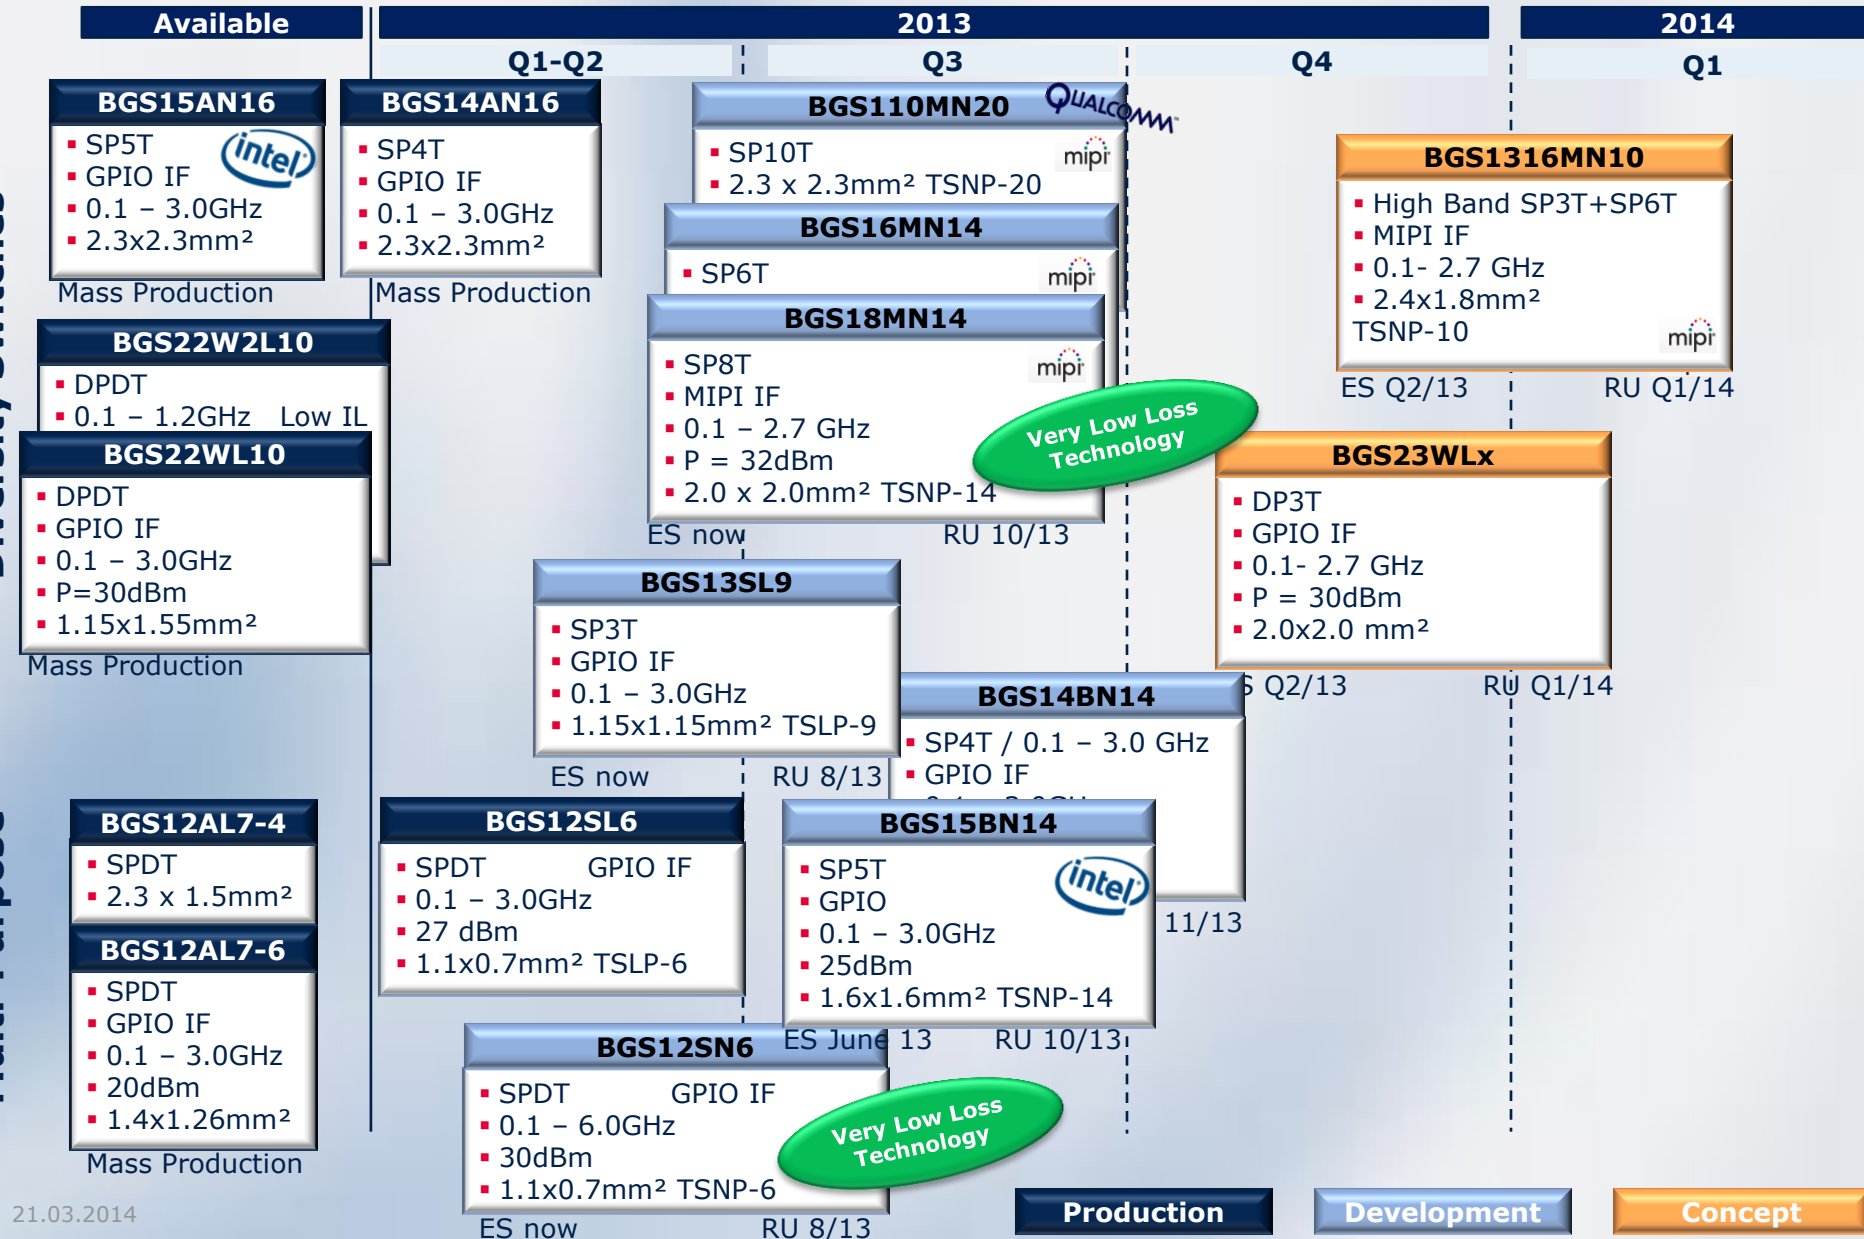 Available
2013
2014
Q1-Q2
Q3
Q4
Q1
BGS15AN16
SP5T
GPIO IF
0.1 – 3.0GHz
2.3x2.3mm²
intel
Mass Production
BGS14AN16
SP4T
GPIO IF
0.1 – 3.0GHz
2.3x2.3mm²
Mass Production
BGS110MN20
QUALCOMM
SP10T
2.3 x 2.3mm² TSNP-20
mipi
BGS16MN14
SP6T
mipi
BGS18MN14
SP8T
MIPI IF
0.1 – 2.7 GHz
P = 32dBm
2.0 x 2.0mm² TSNP-14
mipi
Very Low Loss
Technology
ES now
RU 10/13
BGS1316MN10
High Band SP3T+SP6T
MIPI IF
0.1- 2.7 GHz
2.4x1.8mm²
TSNP-10
mipi
ES Q2/13
RU Q1/14
BGS22W2L10
DPDT
0.1 – 1.2GHz Low IL
BGS22WL10
DPDT
GPIO IF
0.1 – 3.0GHz
P=30dBm
1.15x1.55mm²
Mass Production
BGS23WLx
DP3T
GPIO IF
0.1- 2.7 GHz
P = 30dBm
2.0x2.0 mm²
Q2/13
RU Q1/14
BGS13SL9
SP3T
GPIO IF
0.1 – 3.0GHz
1.15x1.15mm² TSLP-9
ES now
RU 8/13
BGS14BN14
SP4T / 0.1 – 3.0 GHz
GPIO IF
11/13
BGS12AL7-4
SPDT
2.3 x 1.5mm²
BGS12AL7-6
SPDT
GPIO IF
0.1 – 3.0GHz
20dBm
1.4x1.26mm²
Mass Production
BGS12SL6
SPDT GPIO IF
0.1 – 3.0GHz
27 dBm
1.1x0.7mm² TSLP-6
BGS15BN14
SP5T
GPIO
0.1 – 3.0GHz
25dBm
1.6x1.6mm² TSNP-14
intel
ES June 13
RU 10/13
BGS12SN6
SPDT GPIO IF
0.1 – 6.0GHz
30dBm
1.1x0.7mm² TSNP-6
Very Low Loss
Technology
ES now
RU 8/13
21.03.2014
Production
Development
Concept